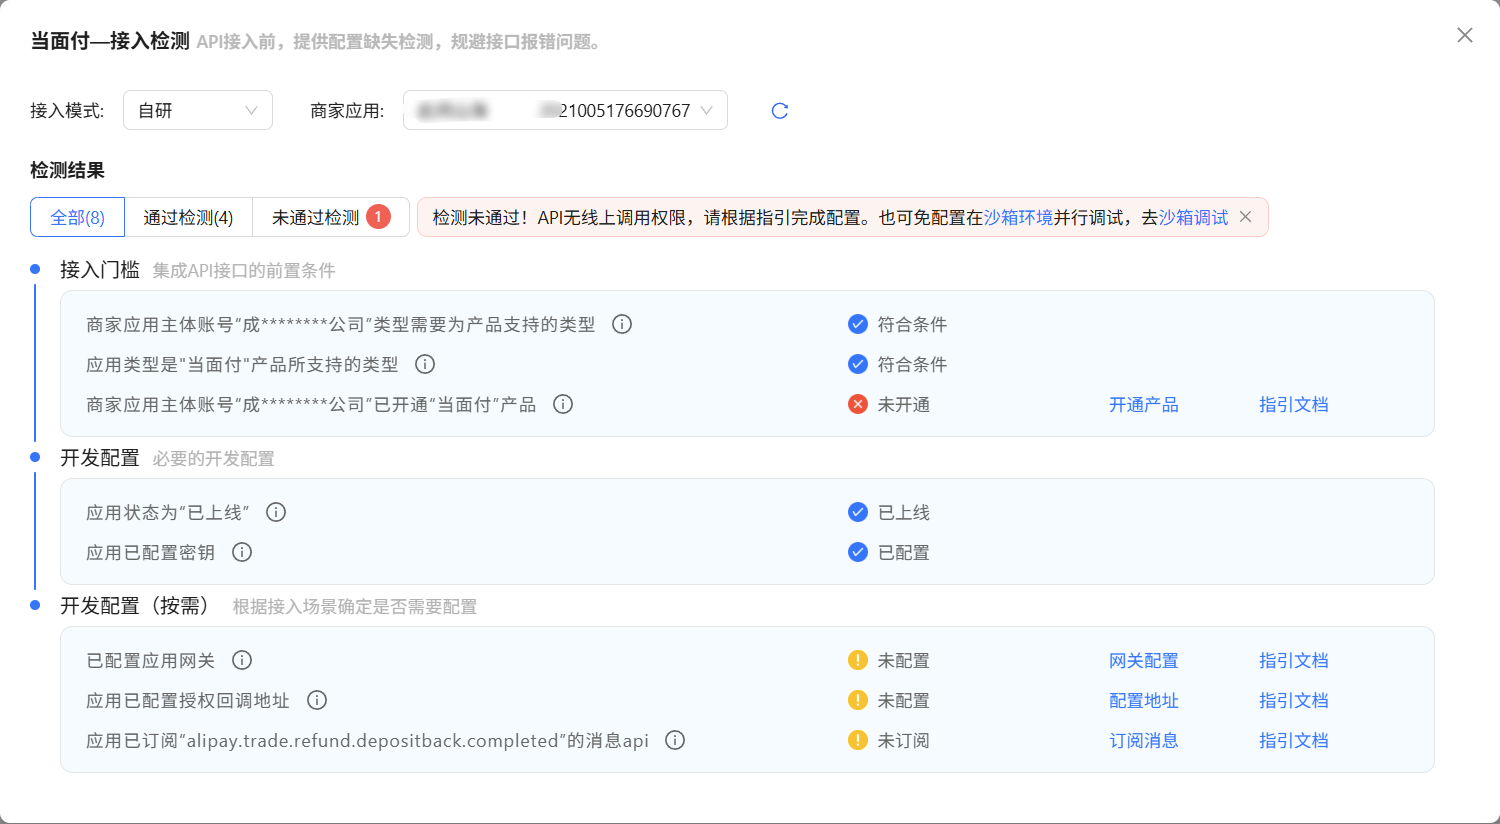 当面付—接入检测 API接入前，提供配置缺失检测，规避接口报错问题。
接入模式: 自研 商家应用: 21005176690767
检测结果
全部(8) 通过检测(4) 未通过检测 1 检测未通过！API无线上调用权限，请根据指引完成配置。也可免配置在沙箱环境并行调试，去沙箱调试
接入门槛 集成API接口的前置条件
商家应用主体账号“成********公司”类型需要为产品支持的类型 符合条件
应用类型是"当面付"产品所支持的类型 符合条件
商家应用主体账号“成********公司”已开通“当面付”产品 未开通 开通产品 指引文档
开发配置 必要的开发配置
应用状态为“已上线” 已上线
应用已配置密钥 已配置
开发配置（按需） 根据接入场景确定是否需要配置
已配置应用网关 未配置 网关配置 指引文档
应用已配置授权回调地址 未配置 配置地址 指引文档
应用已订阅“alipay.trade.refund.depositback.completed”的消息api 未订阅 订阅消息 指引文档